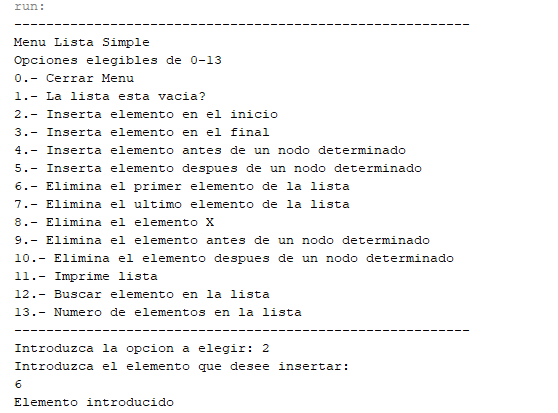 run:
---------------------------------------------------------
Menu Lista Simple
Opciones elegibles de 0-13
0.- Cerrar Menu
1.- La lista esta vacia?
2.- Inserta elemento en el inicio
3.- Inserta elemento en el final
4.- Inserta elemento antes de un nodo determinado
5.- Inserta elemento despues de un nodo determinado
6.- Elimina el primer elemento de la lista
7.- Elimina el ultimo elemento de la lista
8.- Elimina el elemento X
9.- Elimina el elemento antes de un nodo determinado
10.- Elimina el elemento despues de un nodo determinado
11.- Imprime lista
12.- Buscar elemento en la lista
13.- Numero de elementos en la lista
---------------------------------------------------------
Introduzca la opcion a elegir: 2
Introduzca el elemento que desee insertar:
6
Elemento introducido